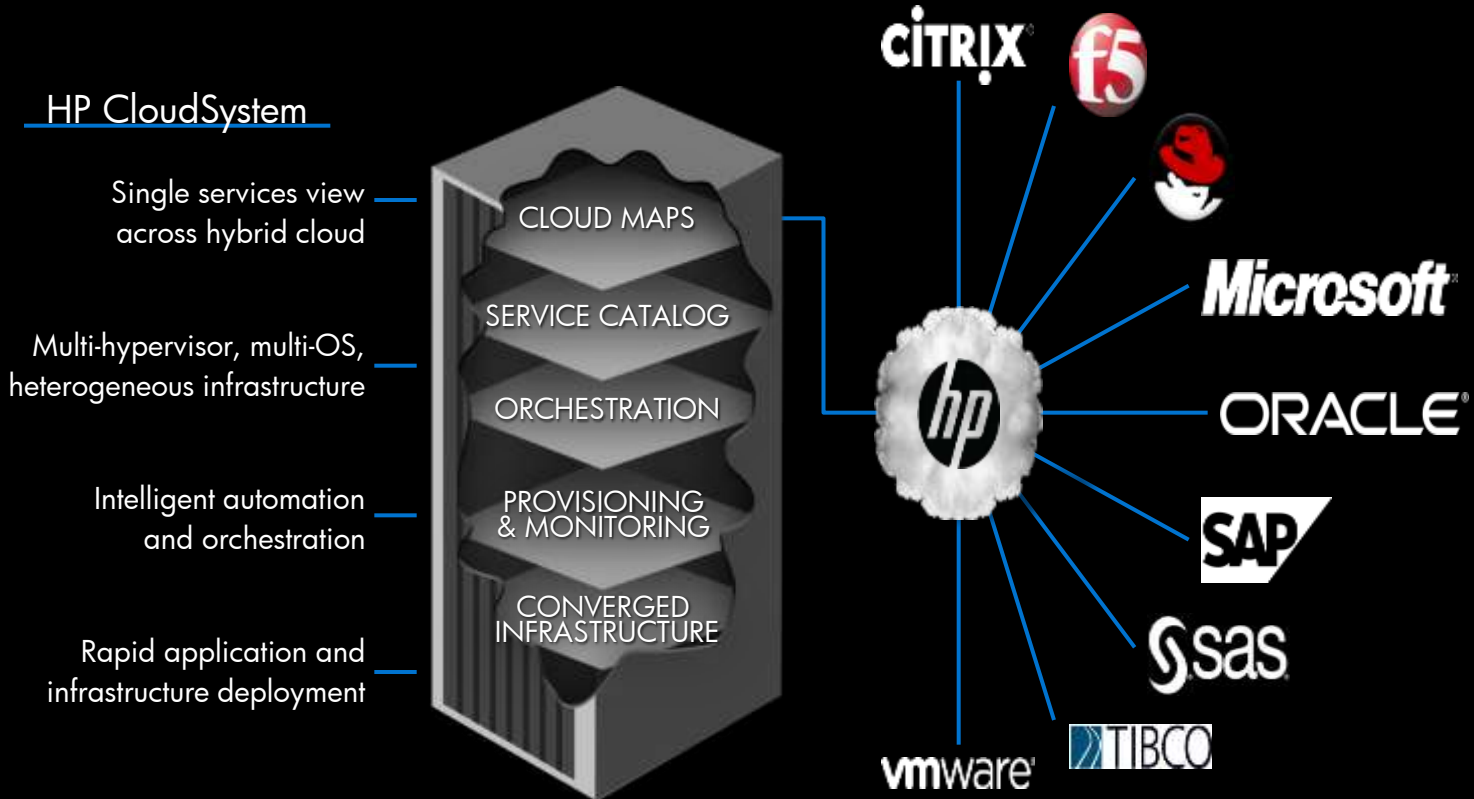 HP CloudSystem
Single services view
across hybrid cloud
Multi-hypervisor, multi-OS,
heterogeneous infrastructure
Intelligent automation
and orchestration
Rapid application and
infrastructure deployment
CLOUD MAPS
SERVICE CATALOG
ORCHESTRATION
PROVISIONING
& MONITORING
CONVERGED
INFRASTRUCTURE
hp
CITRIX
f5
Microsoft
ORACLE®
SAP
sas
TIBCO
vmware